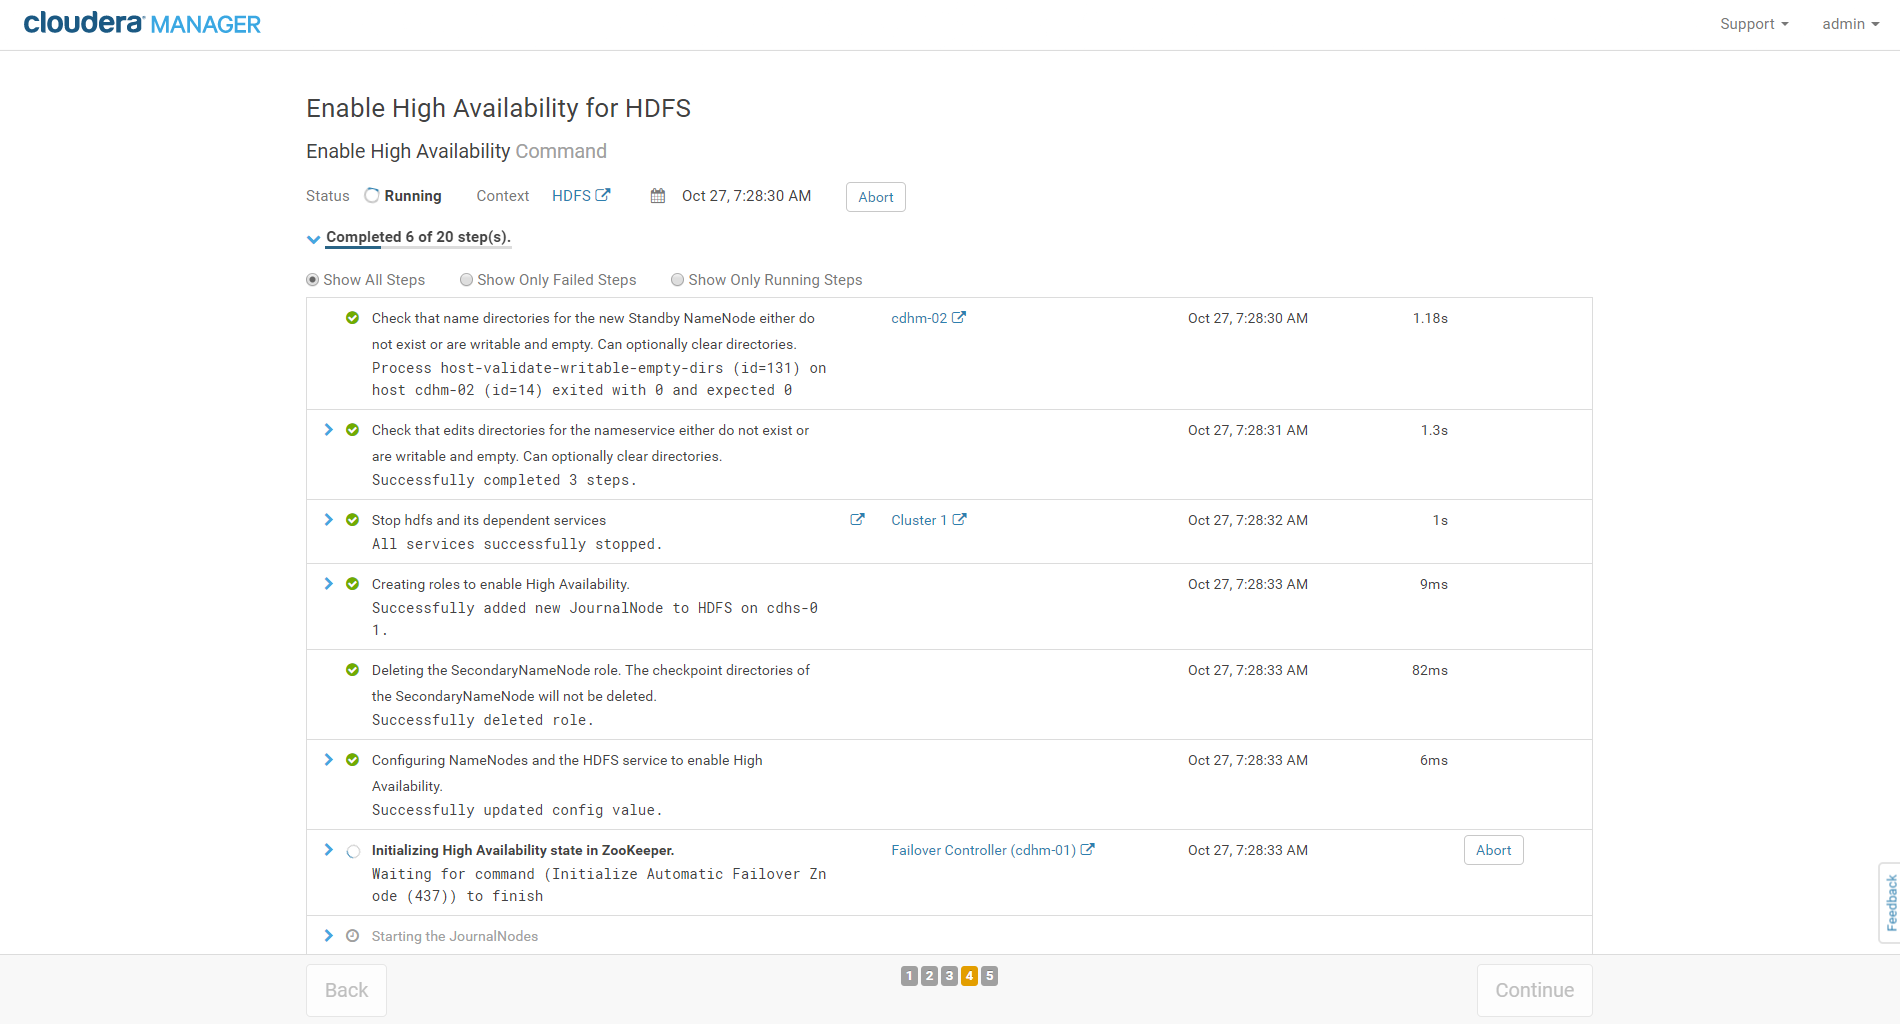 cloudera MANAGER
Support
admin
Enable High Availability for HDFS
Enable High Availability Command
Status Running Context HDFS Oct 27, 7:28:30 AM Abort
Completed 6 of 20 step(s).
Show All Steps Show Only Failed Steps Show Only Running Steps
Check that name directories for the new Standby NameNode either do cdhm-02 Oct 27, 7:28:30 AM 1.18s
not exist or are writable and empty. Can optionally clear directories.
Process host-validate-writable-empty-dirs (id=131) on
host cdhm-02 (id=14) exited with 0 and expected 0
Check that edits directories for the nameservice either do not exist or Oct 27, 7:28:31 AM 1.3s
are writable and empty. Can optionally clear directories.
Successfully completed 3 steps.
Stop hdfs and its dependent services Cluster 1 Oct 27, 7:28:32 AM 1s
All services successfully stopped.
Creating roles to enable High Availability. Oct 27, 7:28:33 AM 9ms
Successfully added new JournalNode to HDFS on cdhs-0
1.
Deleting the SecondaryNameNode role. The checkpoint directories of Oct 27, 7:28:33 AM 82ms
the SecondaryNameNode will not be deleted.
Successfully deleted role.
Configuring NameNodes and the HDFS service to enable High Oct 27, 7:28:33 AM 6ms
Availability.
Successfully updated config value.
Initializing High Availability state in ZooKeeper. Failover Controller (cdhm-01) Oct 27, 7:28:33 AM Abort
Waiting for command (Initialize Automatic Failover Zn
ode (437)) to finish
Starting the JournalNodes
Feedback
Back 1 2 3 4 5 Continue